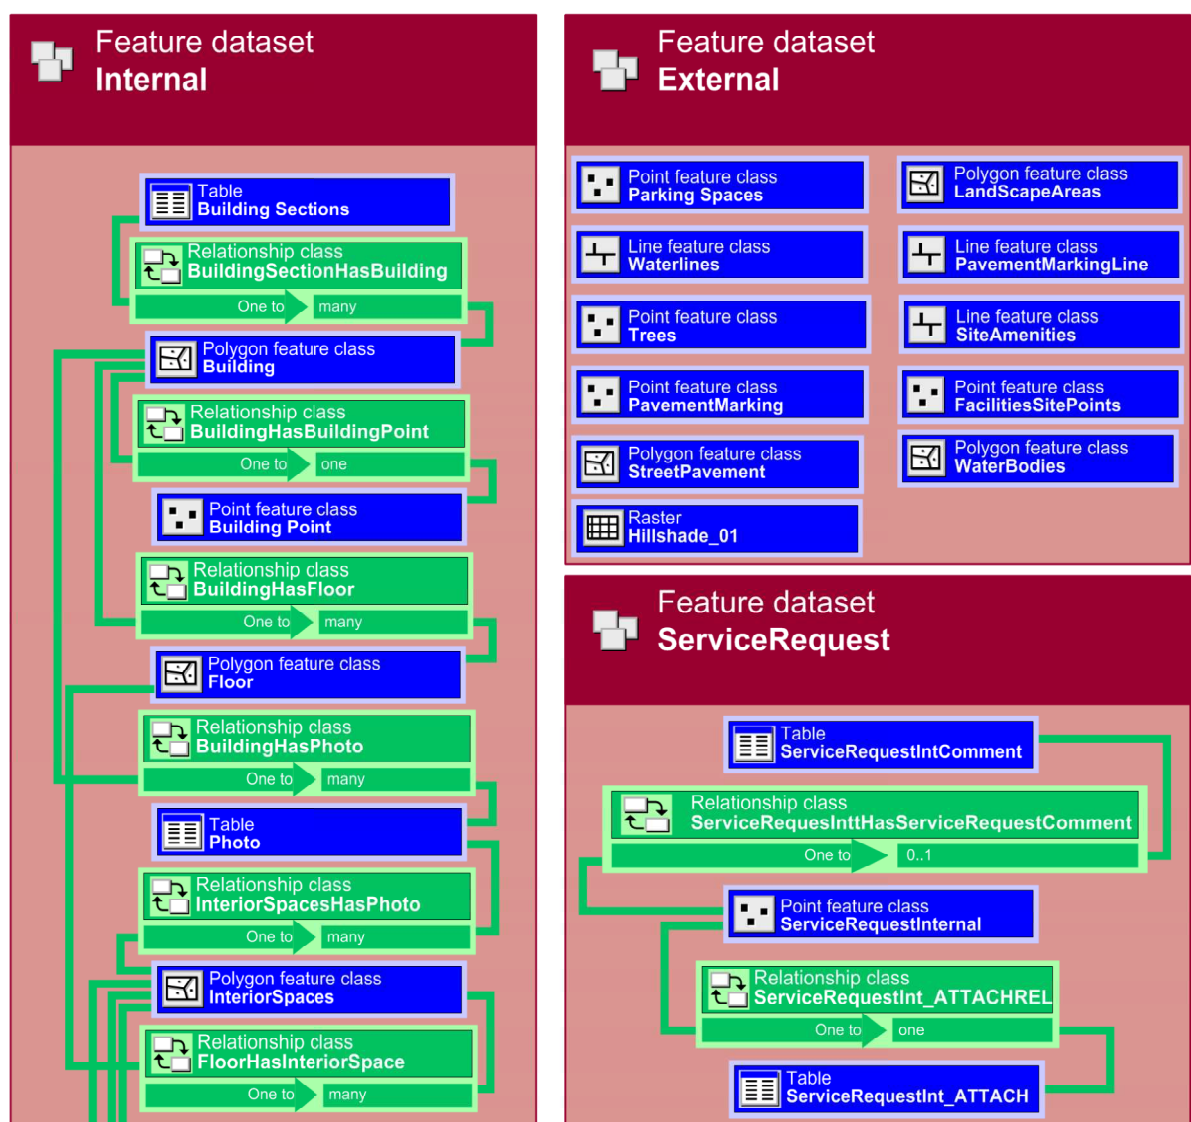 Feature dataset
Internal
Table
Building Sections
Relationship class
BuildingSectionHasBuilding
One to many
Polygon feature class
Building
Relationship class
BuildingHasBuildingPoint
One to one
Point feature class
Building Point
Relationship class
BuildingHasFloor
One to many
Polygon feature class
Floor
Relationship class
BuildingHasPhoto
One to many
Table
Photo
Relationship class
InteriorSpacesHasPhoto
One to many
Polygon feature class
InteriorSpaces
Relationship class
FloorHasInteriorSpace
One to many
Feature dataset
External
Point feature class
Parking Spaces
Line feature class
Waterlines
Point feature class
Trees
Point feature class
PavementMarking
Polygon feature class
StreetPavement
Raster
Hillshade_01
Polygon feature class
LandScapeAreas
Line feature class
PavementMarkingLine
Line feature class
SiteAmenities
Point feature class
FacilitiesSitePoints
Polygon feature class
WaterBodies
Feature dataset
ServiceRequest
Table
ServiceRequestIntComment
Relationship class
ServiceRequesInttHasServiceRequestComment
One to 0..1
Point feature class
ServiceRequestInternal
Relationship class
ServiceRequestInt_ATTACHREL
One to one
Table
ServiceRequestInt_ATTACH